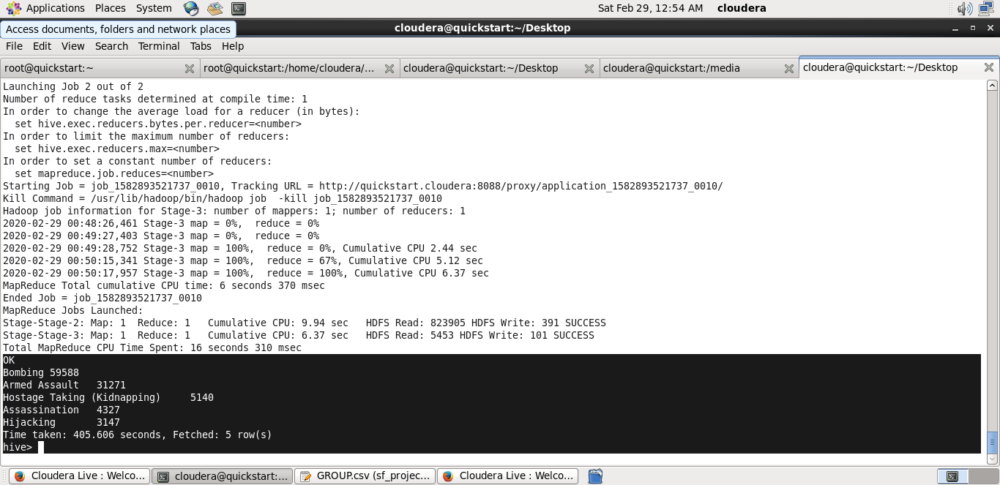 Applications Places System Sat Feb 29, 12:54 AM cloudera
Access documents, folders and network places
cloudera@quickstart:~/Desktop
File Edit View Search Terminal Tabs Help
root@quickstart:~ root@quickstart:/home/cloudera/... cloudera@quickstart:~/Desktop cloudera@quickstart:/media cloudera@quickstart:~/Desktop
Launching Job 2 out of 2
Number of reduce tasks determined at compile time: 1
In order to change the average load for a reducer (in bytes):
  set hive.exec.reducers.bytes.per.reducer=<number>
In order to limit the maximum number of reducers:
  set hive.exec.reducers.max=<number>
In order to set a constant number of reducers:
  set mapreduce.job.reduces=<number>
Starting Job = job_1582893521737_0010, Tracking URL = http://quickstart.cloudera:8088/proxy/application_1582893521737_0010/
Kill Command = /usr/lib/hadoop/bin/hadoop job  -kill job_1582893521737_0010
Hadoop job information for Stage-3: number of mappers: 1; number of reducers: 1
2020-02-29 00:48:26,461 Stage-3 map = 0%,  reduce = 0%
2020-02-29 00:49:27,403 Stage-3 map = 0%,  reduce = 0%
2020-02-29 00:49:28,752 Stage-3 map = 100%,  reduce = 0%, Cumulative CPU 2.44 sec
2020-02-29 00:50:15,341 Stage-3 map = 100%,  reduce = 67%, Cumulative CPU 5.12 sec
2020-02-29 00:50:17,957 Stage-3 map = 100%,  reduce = 100%, Cumulative CPU 6.37 sec
MapReduce Total cumulative CPU time: 6 seconds 370 msec
Ended Job = job_1582893521737_0010
MapReduce Jobs Launched:
Stage-Stage-2: Map: 1  Reduce: 1   Cumulative CPU: 9.94 sec   HDFS Read: 823905 HDFS Write: 391 SUCCESS
Stage-Stage-3: Map: 1  Reduce: 1   Cumulative CPU: 6.37 sec   HDFS Read: 5453 HDFS Write: 101 SUCCESS
Total MapReduce CPU Time Spent: 16 seconds 310 msec
OK
Bombing 59588
Armed Assault   31271
Hostage Taking (Kidnapping)     5140
Assassination   4327
Hijacking       3147
Time taken: 405.606 seconds, Fetched: 5 row(s)
hive>
Cloudera Live : Welco... cloudera@quickstart:... GROUP.csv (sf_projec... Cloudera Live : Welco...